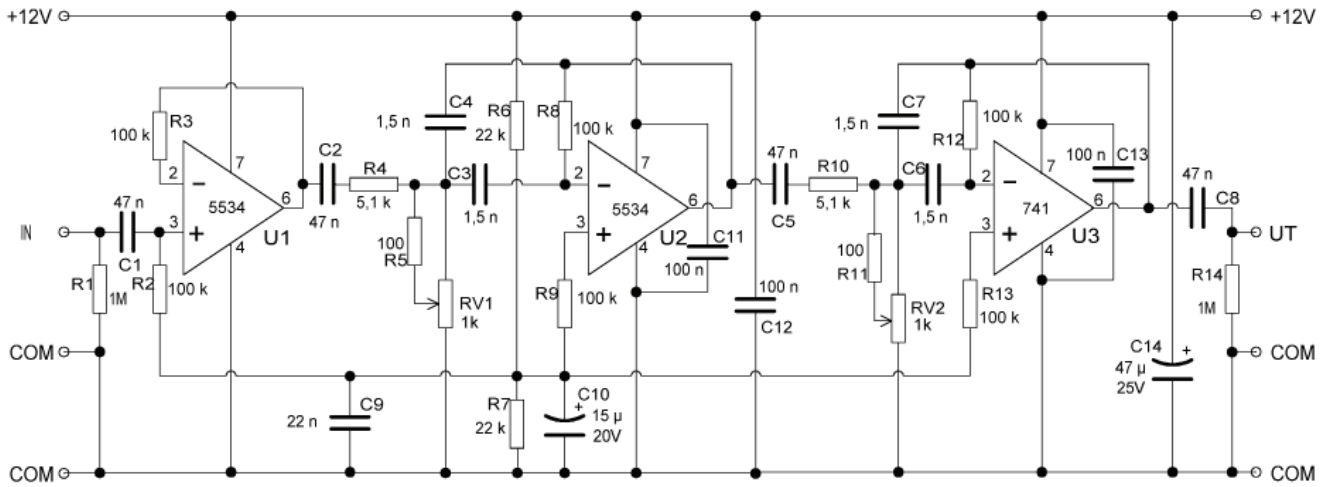 +12V
+12V
R3
100 k
2
7
−
5534
6
+
3
4
U1
47 n
IN
C1
R1
1M
R2
100 k
C2
47 n
R4
5,1 k
100
R5
RV1
1k
C4
1,5 n
C3
1,5 n
R6
22 k
R8
100 k
2
7
−
5534
6
+
3
4
U2
C11
100 n
R9
100 k
100 n
C12
47 n
C5
R10
5,1 k
100
R11
RV2
1k
C7
1,5 n
C6
1,5 n
R12
100 k
2
7
−
741
6
+
3
4
U3
100 n
C13
R13
100 k
47 n
C8
UT
R14
1M
COM
COM
C9
22 n
R7
22 k
C10
+
15 µ
20V
C14
+
47 µ
25V
COM
COM